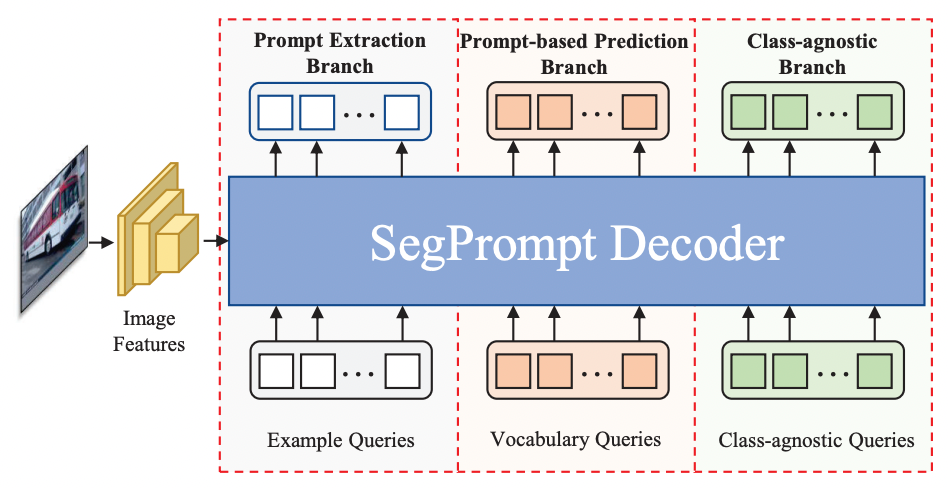 Prompt Extraction
Branch
Prompt-based Prediction
Branch
Class-agnostic
Branch
SegPrompt Decoder
Image
Features
Example Queries
Vocabulary Queries
Class-agnostic Queries